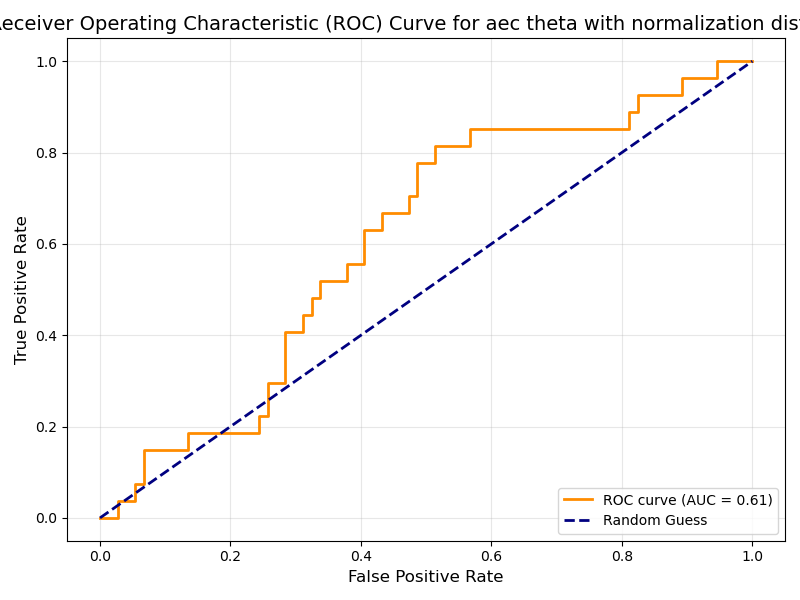 Receiver Operating Characteristic (ROC) Curve for aec theta with normalization dis
1.0
0.8
0.6
0.4
0.2
0.0
True Positive Rate
0.0 0.2 0.4 0.6 0.8 1.0
False Positive Rate
ROC curve (AUC = 0.61)
Random Guess